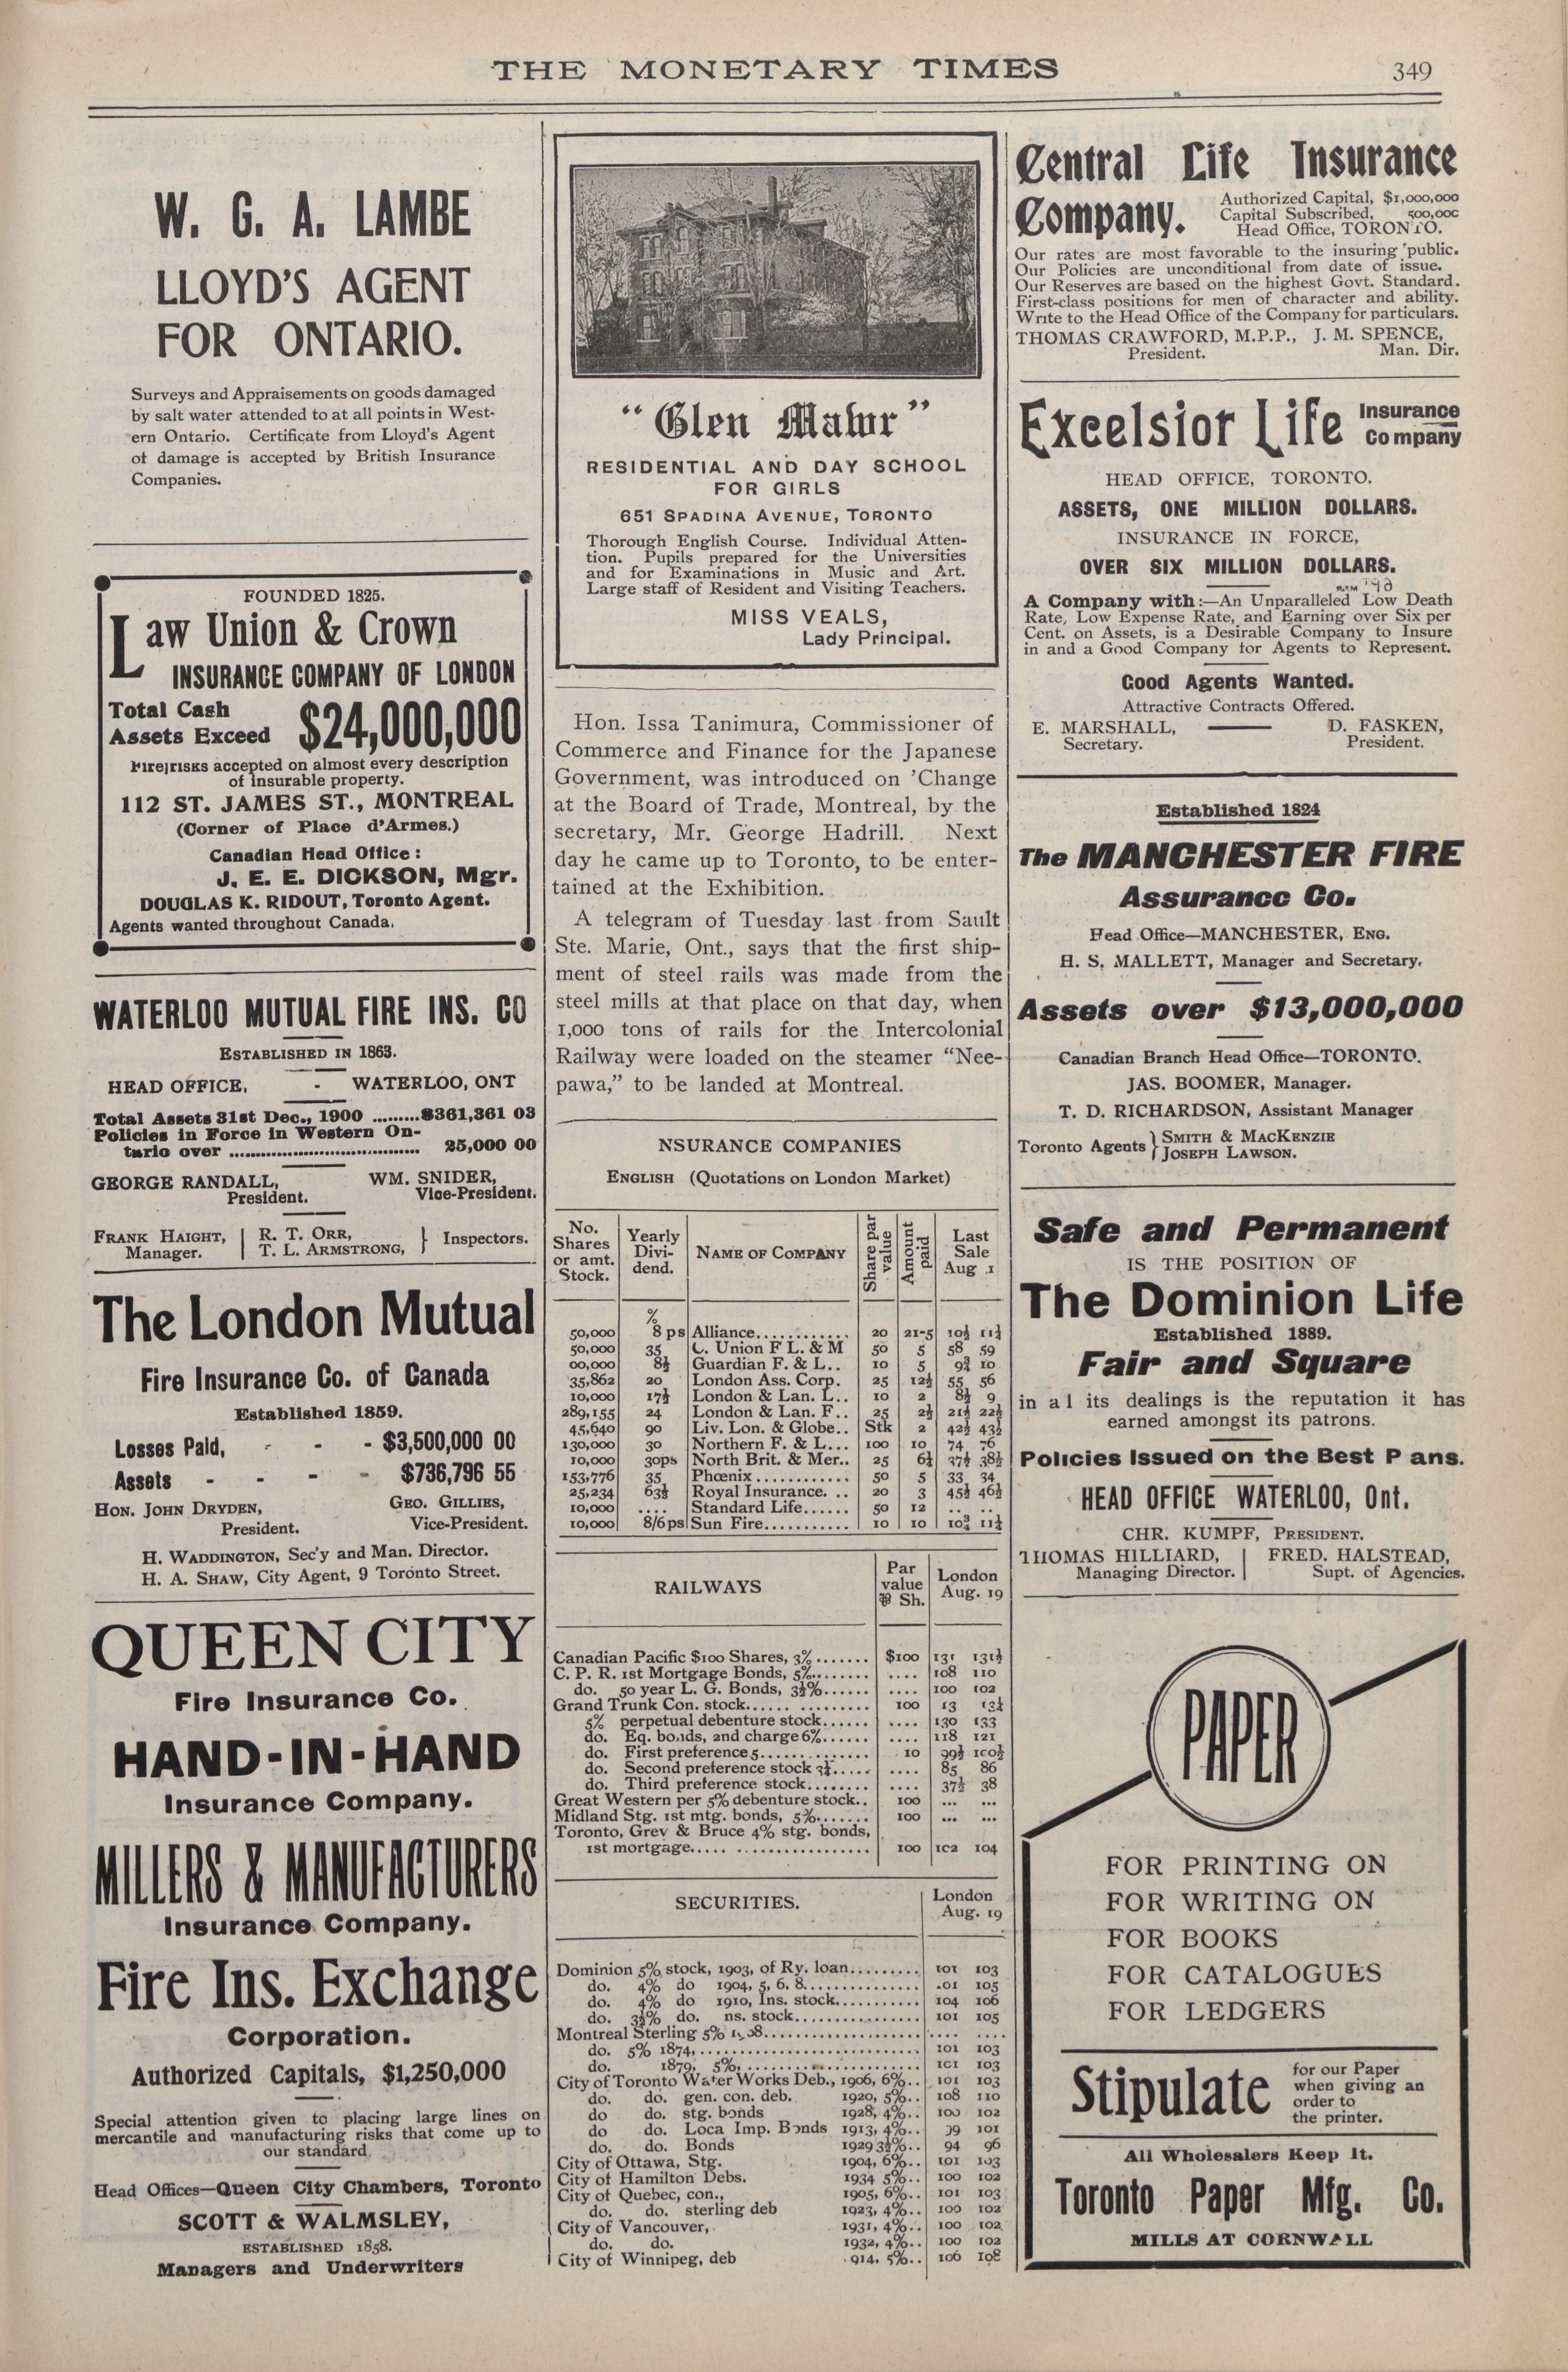 THE MONETARY TIMES
349
W. G. A. LAMBE
LLOYD'S AGENT
FOR ONTARIO.
Surveys and Appraisements on goods damaged
by salt water attended to at all points in West-
ern Ontario. Certificate from Lloyd's Agent
of damage is accepted by British Insurance
Companies.
FOUNDED 1825.
Law Union & Crown
INSURANCE COMPANY OF LONDON
Total Cash
Assets Exceed $24,000,000
Fire risks accepted on almost every description
of insurable property.
112 ST. JAMES ST., MONTREAL
(Corner of Place d'Armes.)
Canadian Head Office:
J. E. E. DICKSON, Mgr.
DOUGLAS K. RIDOUT, Toronto Agent.
Agents wanted throughout Canada.
WATERLOO MUTUAL FIRE INS. CO
ESTABLISHED IN 1863.
HEAD OFFICE, - WATERLOO, ONT
Total Assets 31st Dec., 1900 .........$361,361 03
Policies in Force in Western On-
tario over .................................... 25,000 00
GEORGE RANDALL, WM. SNIDER,
President. Vice-President.
FRANK HAIGHT, | R. T. ORR, } Inspectors.
Manager. | T. L. ARMSTRONG,
The London Mutual
Fire Insurance Co. of Canada
Established 1859.
Losses Paid, - - - $3,500,000 00
Assets - - - - $736,796 55
HON. JOHN DRYDEN, GEO. GILLIES,
President. Vice-President.
H. WADDINGTON, Sec'y and Man. Director.
H. A. SHAW, City Agent, 9 Toronto Street.
QUEEN CITY
Fire Insurance Co.
HAND-IN-HAND
Insurance Company.
MILLERS & MANUFACTURERS
Insurance Company.
Fire Ins. Exchange
Corporation.
Authorized Capitals, $1,250,000
Special attention given to placing large lines on
mercantile and manufacturing risks that come up to
our standard
Head Offices—Queen City Chambers, Toronto
SCOTT & WALMSLEY,
ESTABLISHED 1858.
Managers and Underwriters
"Glen Mawr"
RESIDENTIAL AND DAY SCHOOL
FOR GIRLS
651 SPADINA AVENUE, TORONTO
Thorough English Course. Individual Atten-
tion. Pupils prepared for the Universities
and for Examinations in Music and Art.
Large staff of Resident and Visiting Teachers.
MISS VEALS,
Lady Principal.
Hon. Issa Tanimura, Commissioner of
Commerce and Finance for the Japanese
Government, was introduced on 'Change
at the Board of Trade, Montreal, by the
secretary, Mr. George Hadrill. Next
day he came up to Toronto, to be enter-
tained at the Exhibition.
A telegram of Tuesday last from Sault
Ste. Marie, Ont., says that the first ship-
ment of steel rails was made from the
steel mills at that place on that day, when
1,000 tons of rails for the Intercolonial
Railway were loaded on the steamer "Nee-
pawa," to be landed at Montreal.
NSURANCE COMPANIES
ENGLISH (Quotations on London Market)
No. Shares or amt. Stock. Yearly Divi- dend. NAME OF COMPANY Share par value Amount paid Last Sale Aug 1
%
50,000 8 ps Alliance............ 20 21-5 10½ 11½
50,000 35 C. Union F L. & M 50 5 58 59
00,000 8½ Guardian F. & L.. 10 5 9¾ 10
35,862 20 London Ass. Corp. 25 12½ 55 56
10,000 17½ London & Lan. L.. 10 2 8½ 9
289,155 24 London & Lan. F.. 25 2½ 21½ 22½
45,640 90 Liv. Lon. & Globe.. Stk 2 42½ 43½
130,000 30 Northern F. & L... 100 10 74 76
10,000 30ps North Brit. & Mer.. 25 6¼ 37½ 38½
153,776 35 Phœnix............ 50 5 33 34
25,234 63½ Royal Insurance. .. 20 3 45½ 46½
10,000 .... Standard Life...... 50 12 .. ..
10,000 8/6ps Sun Fire........... 10 10 10¾ 11¼
RAILWAYS Par value ₱ Sh. London Aug. 19
Canadian Pacific $100 Shares, 3%....... $100 131 131½
C. P. R. 1st Mortgage Bonds, 5%........ .... 108 110
do. 50 year L. G. Bonds, 3½%...... .... 100 102
Grand Trunk Con. stock................ 100 13 13¼
5% perpetual debenture stock...... .... 130 133
do. Eq. bonds, and charge 6%...... .... 118 121
do. First preference 5.............. 10 99½ 100½
do. Second preference stock 3¼..... .... 85 86
do. Third preference stock........ .... 37½ 38
Great Western per 5% debenture stock.. 100 ... ...
Midland Stg. 1st mtg. bonds, 5%....... 100 ... ...
Toronto, Grey & Bruce 4% stg. bonds,
1st mortgage...................... 100 102 104
SECURITIES. London Aug. 19
Dominion 5% stock, 1903, of Ry. loan......... 101 103
do. 4% do 1904, 5, 6, 8............... .01 105
do. 4% do 1910, Ins. stock........... 104 106
do. 3½% do. ns. stock............... 101 105
Montreal Sterling 5% ..................... .... ....
do. 5% 1874,............................ 101 103
do. 1879, 5%,....................... 101 103
City of Toronto Water Works Deb., 1906, 6%.. 101 103
do. do. gen. con. deb. 1920, 5%.. 108 110
do do. stg. bonds 1928, 4%.. 100 102
do do. Loca Imp. Bonds 1913, 4%.. 99 101
do. do. Bonds 1929 3½%.. 94 96
City of Ottawa, Stg. 1904, 6%.. 101 103
City of Hamilton Debs. 1934 5%.. 100 102
City of Quebec, con., 1905, 6%.. 101 103
do. do. sterling deb 1923, 4%.. 100 102
City of Vancouver, 1931, 4%.. 100 102
do. do. 1932, 4%.. 100 102
City of Winnipeg, deb 914, 5%.. 106 108
Central Life Insurance
Company.
Authorized Capital, $1,000,000
Capital Subscribed, 500,000
Head Office, TORONTO.
Our rates are most favorable to the insuring public.
Our Policies are unconditional from date of issue.
Our Reserves are based on the highest Govt. Standard.
First-class positions for men of character and ability.
Write to the Head Office of the Company for particulars.
THOMAS CRAWFORD, M.P.P., J. M. SPENCE,
President. Man. Dir.
Excelsior Life Insurance Company
HEAD OFFICE, TORONTO.
ASSETS, ONE MILLION DOLLARS.
INSURANCE IN FORCE,
OVER SIX MILLION DOLLARS.
A Company with:—An Unparalleled Low Death
Rate, Low Expense Rate, and Earning over Six per
Cent. on Assets, is a Desirable Company to Insure
in and a Good Company for Agents to Represent.
Good Agents Wanted.
Attractive Contracts Offered.
E. MARSHALL, D. FASKEN,
Secretary. President.
Established 1824
The MANCHESTER FIRE
Assurance Co.
Head Office—MANCHESTER, ENG.
H. S. MALLETT, Manager and Secretary.
Assets over $13,000,000
Canadian Branch Head Office—TORONTO.
JAS. BOOMER, Manager.
T. D. RICHARDSON, Assistant Manager
Toronto Agents } SMITH & MACKENZIE
JOSEPH LAWSON.
Safe and Permanent
IS THE POSITION OF
The Dominion Life
Established 1889.
Fair and Square
in a l its dealings is the reputation it has
earned amongst its patrons.
Policies Issued on the Best P ans.
HEAD OFFICE WATERLOO, Ont.
CHR. KUMPF, PRESIDENT.
THOMAS HILLIARD, | FRED. HALSTEAD,
Managing Director. | Supt. of Agencies.
PAPER
FOR PRINTING ON
FOR WRITING ON
FOR BOOKS
FOR CATALOGUES
FOR LEDGERS
Stipulate
for our Paper
when giving an
order to
the printer.
All Wholesalers Keep It.
Toronto Paper Mfg. Co.
MILLS AT CORNWALL